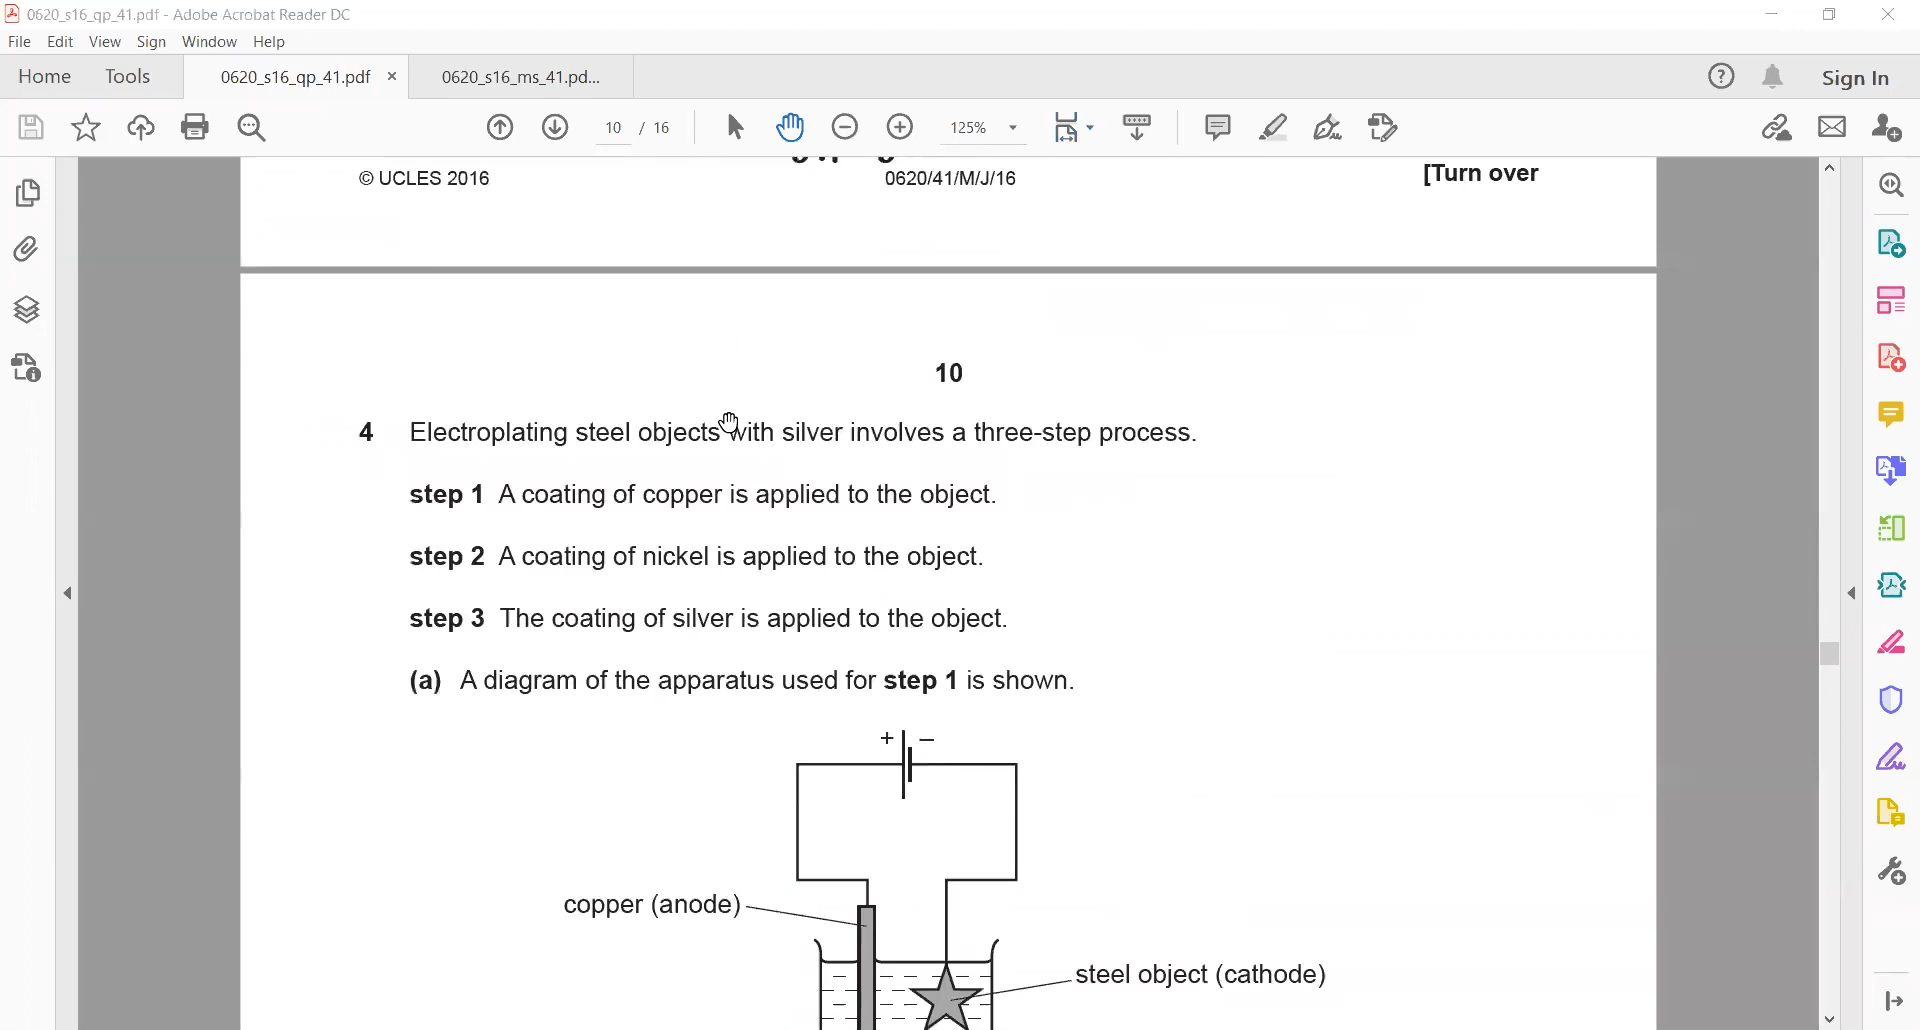 0620_s16_qp_41.pdf - Adobe Acrobat Reader DC
File Edit View Sign Window Help
Home Tools 0620_s16_qp_41.pdf × 0620_s16_ms_41.pd... Sign In
10 / 16 125%
© UCLES 2016 0620/41/M/J/16 [Turn over
10
4 Electroplating steel objects with silver involves a three-step process.
step 1 A coating of copper is applied to the object.
step 2 A coating of nickel is applied to the object.
step 3 The coating of silver is applied to the object.
(a) A diagram of the apparatus used for step 1 is shown.
+ –
copper (anode)
steel object (cathode)